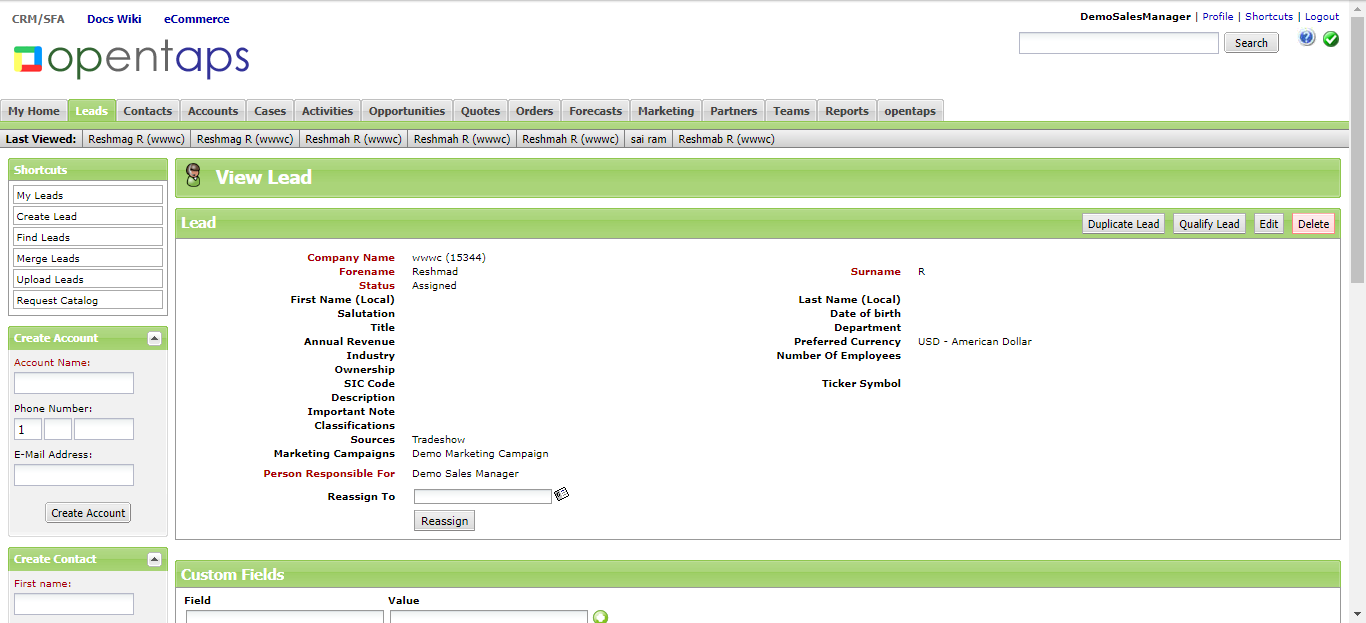 CRM/SFA Docs Wiki eCommerce
DemoSalesManager | Profile | Shortcuts | Logout
opentaps
Search
My Home Leads Contacts Accounts Cases Activities Opportunities Quotes Orders Forecasts Marketing Partners Teams Reports opentaps
Last Viewed: Reshmag R (wwwc) Reshmag R (wwwc) Reshmah R (wwwc) Reshmah R (wwwc) Reshmah R (wwwc) sai ram Reshmab R (wwwc)
Shortcuts
My Leads
Create Lead
Find Leads
Merge Leads
Upload Leads
Request Catalog
Create Account
Account Name:
Phone Number:
1
E-Mail Address:
Create Account
Create Contact
First name:
View Lead
Lead
Duplicate Lead Qualify Lead Edit Delete
Company Name wwwc (15344)
Forename Reshmad Surname R
Status Assigned
First Name (Local) Last Name (Local)
Salutation Date of birth
Title Department
Annual Revenue Preferred Currency USD - American Dollar
Industry Number Of Employees
Ownership
SIC Code Ticker Symbol
Description
Important Note
Classifications
Sources Tradeshow
Marketing Campaigns Demo Marketing Campaign
Person Responsible For Demo Sales Manager
Reassign To
Reassign
Custom Fields
Field Value